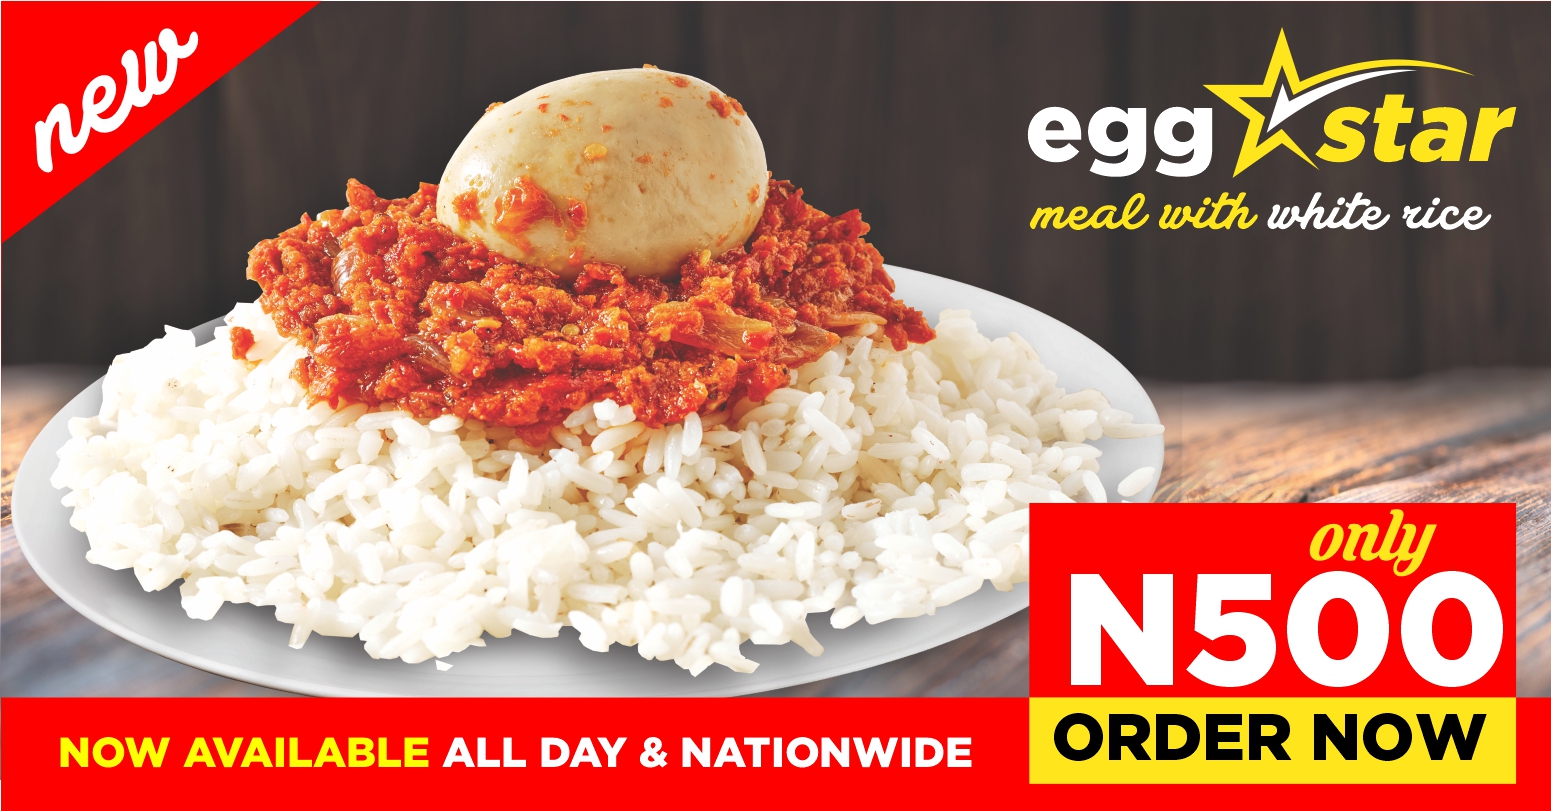 new
egg star
meal with white rice
only
N500
ORDER NOW
NOW AVAILABLE ALL DAY & NATIONWIDE